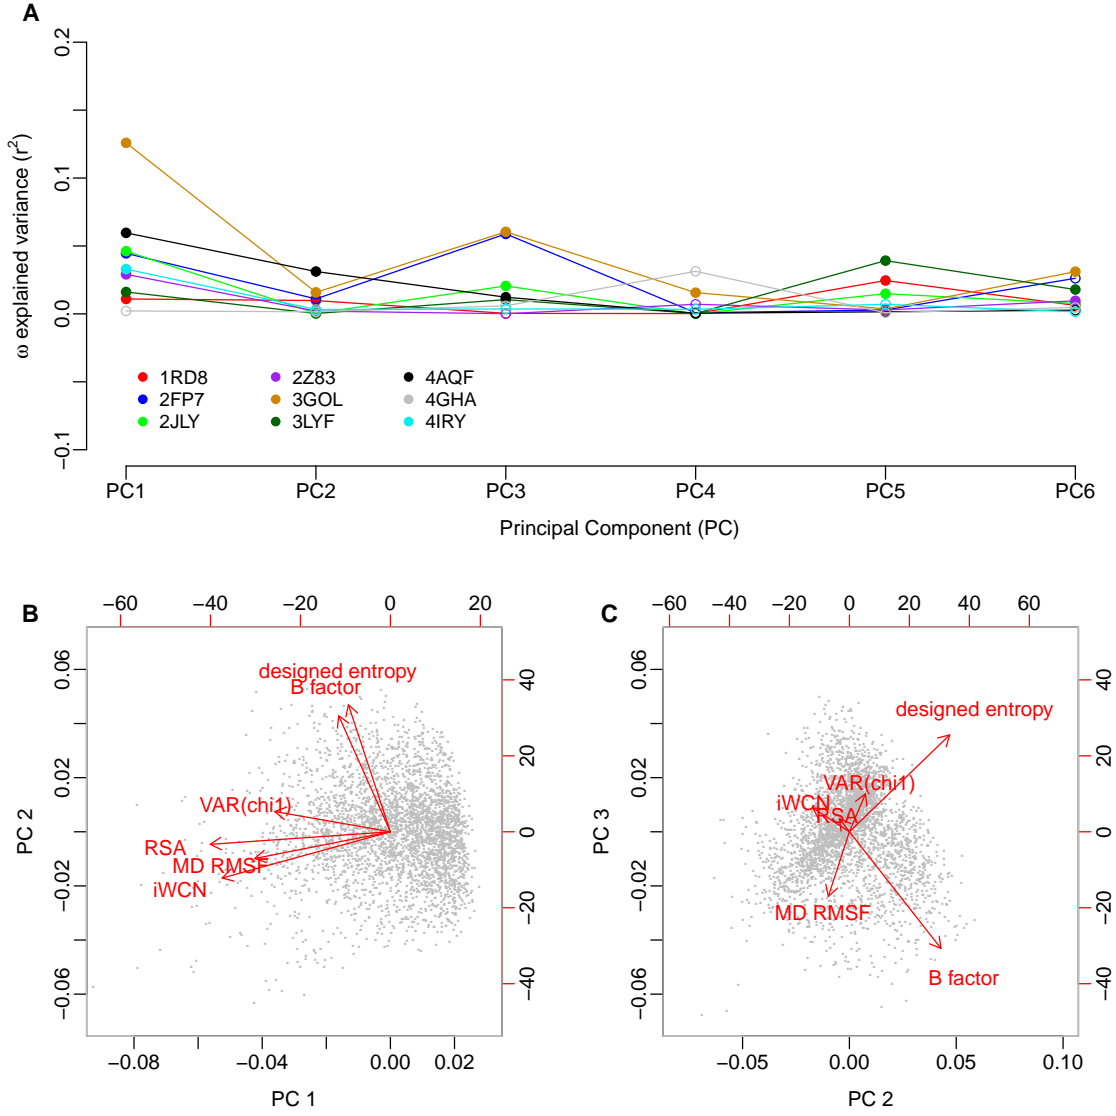 A
ω explained variance (r²)
0.2
0.1
0.0
−0.1
1RD8
2FP7
2JLY
2Z83
3GOL
3LYF
4AQF
4GHA
4IRY
PC1 PC2 PC3 PC4 PC5 PC6
Principal Component (PC)
B
−60 −40 −20 0 20
PC 2
0.06
0.02
−0.02
−0.06
40
20
0
−20
−40
designed entropy
B factor
VAR(chi1)
RSA
MD RMSF
iWCN
−0.08 −0.04 0.00 0.02
PC 1
C
−60 −40 −20 0 20 40 60
PC 3
0.06
0.02
−0.02
−0.06
40
20
0
−20
−40
designed entropy
VAR(chi1)
iWCN
RSA
MD RMSF
B factor
−0.05 0.00 0.05 0.10
PC 2